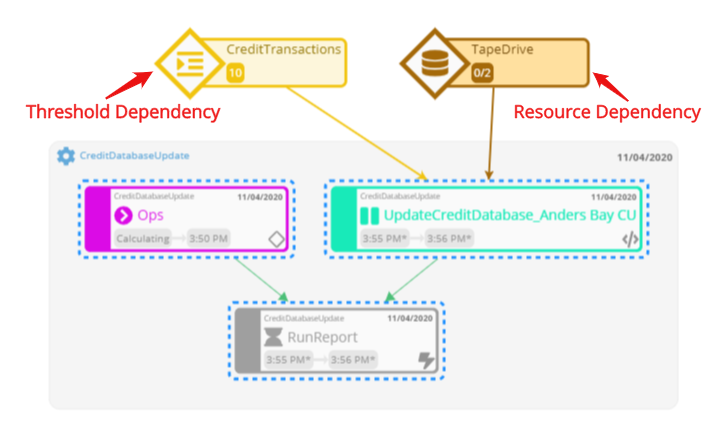 CreditTransactions
10
TapeDrive
0/2
Threshold Dependency
Resource Dependency
CreditDatabaseUpdate
11/04/2020
CreditDatabaseUpdate
11/04/2020
Ops
Calculating
3:50 PM
CreditDatabaseUpdate
11/04/2020
UpdateCreditDatabase_Anders Bay CU
3:55 PM*
3:56 PM*
</>
CreditDatabaseUpdate
11/04/2020
RunReport
3:55 PM*
3:56 PM*